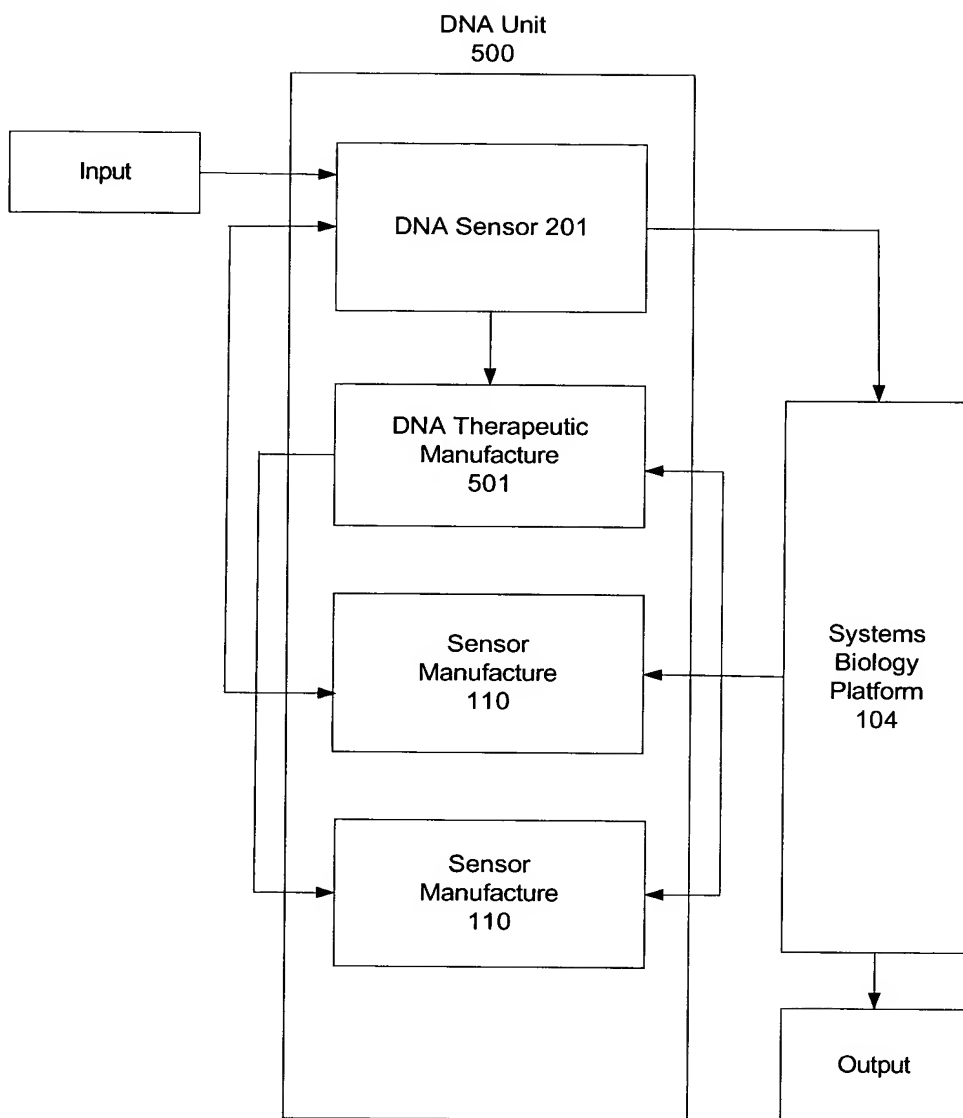 DNA Unit
500
Input
DNA Sensor 201
DNA Therapeutic
Manufacture
501
Sensor
Manufacture
110
Systems
Biology
Platform
104
Sensor
Manufacture
110
Output